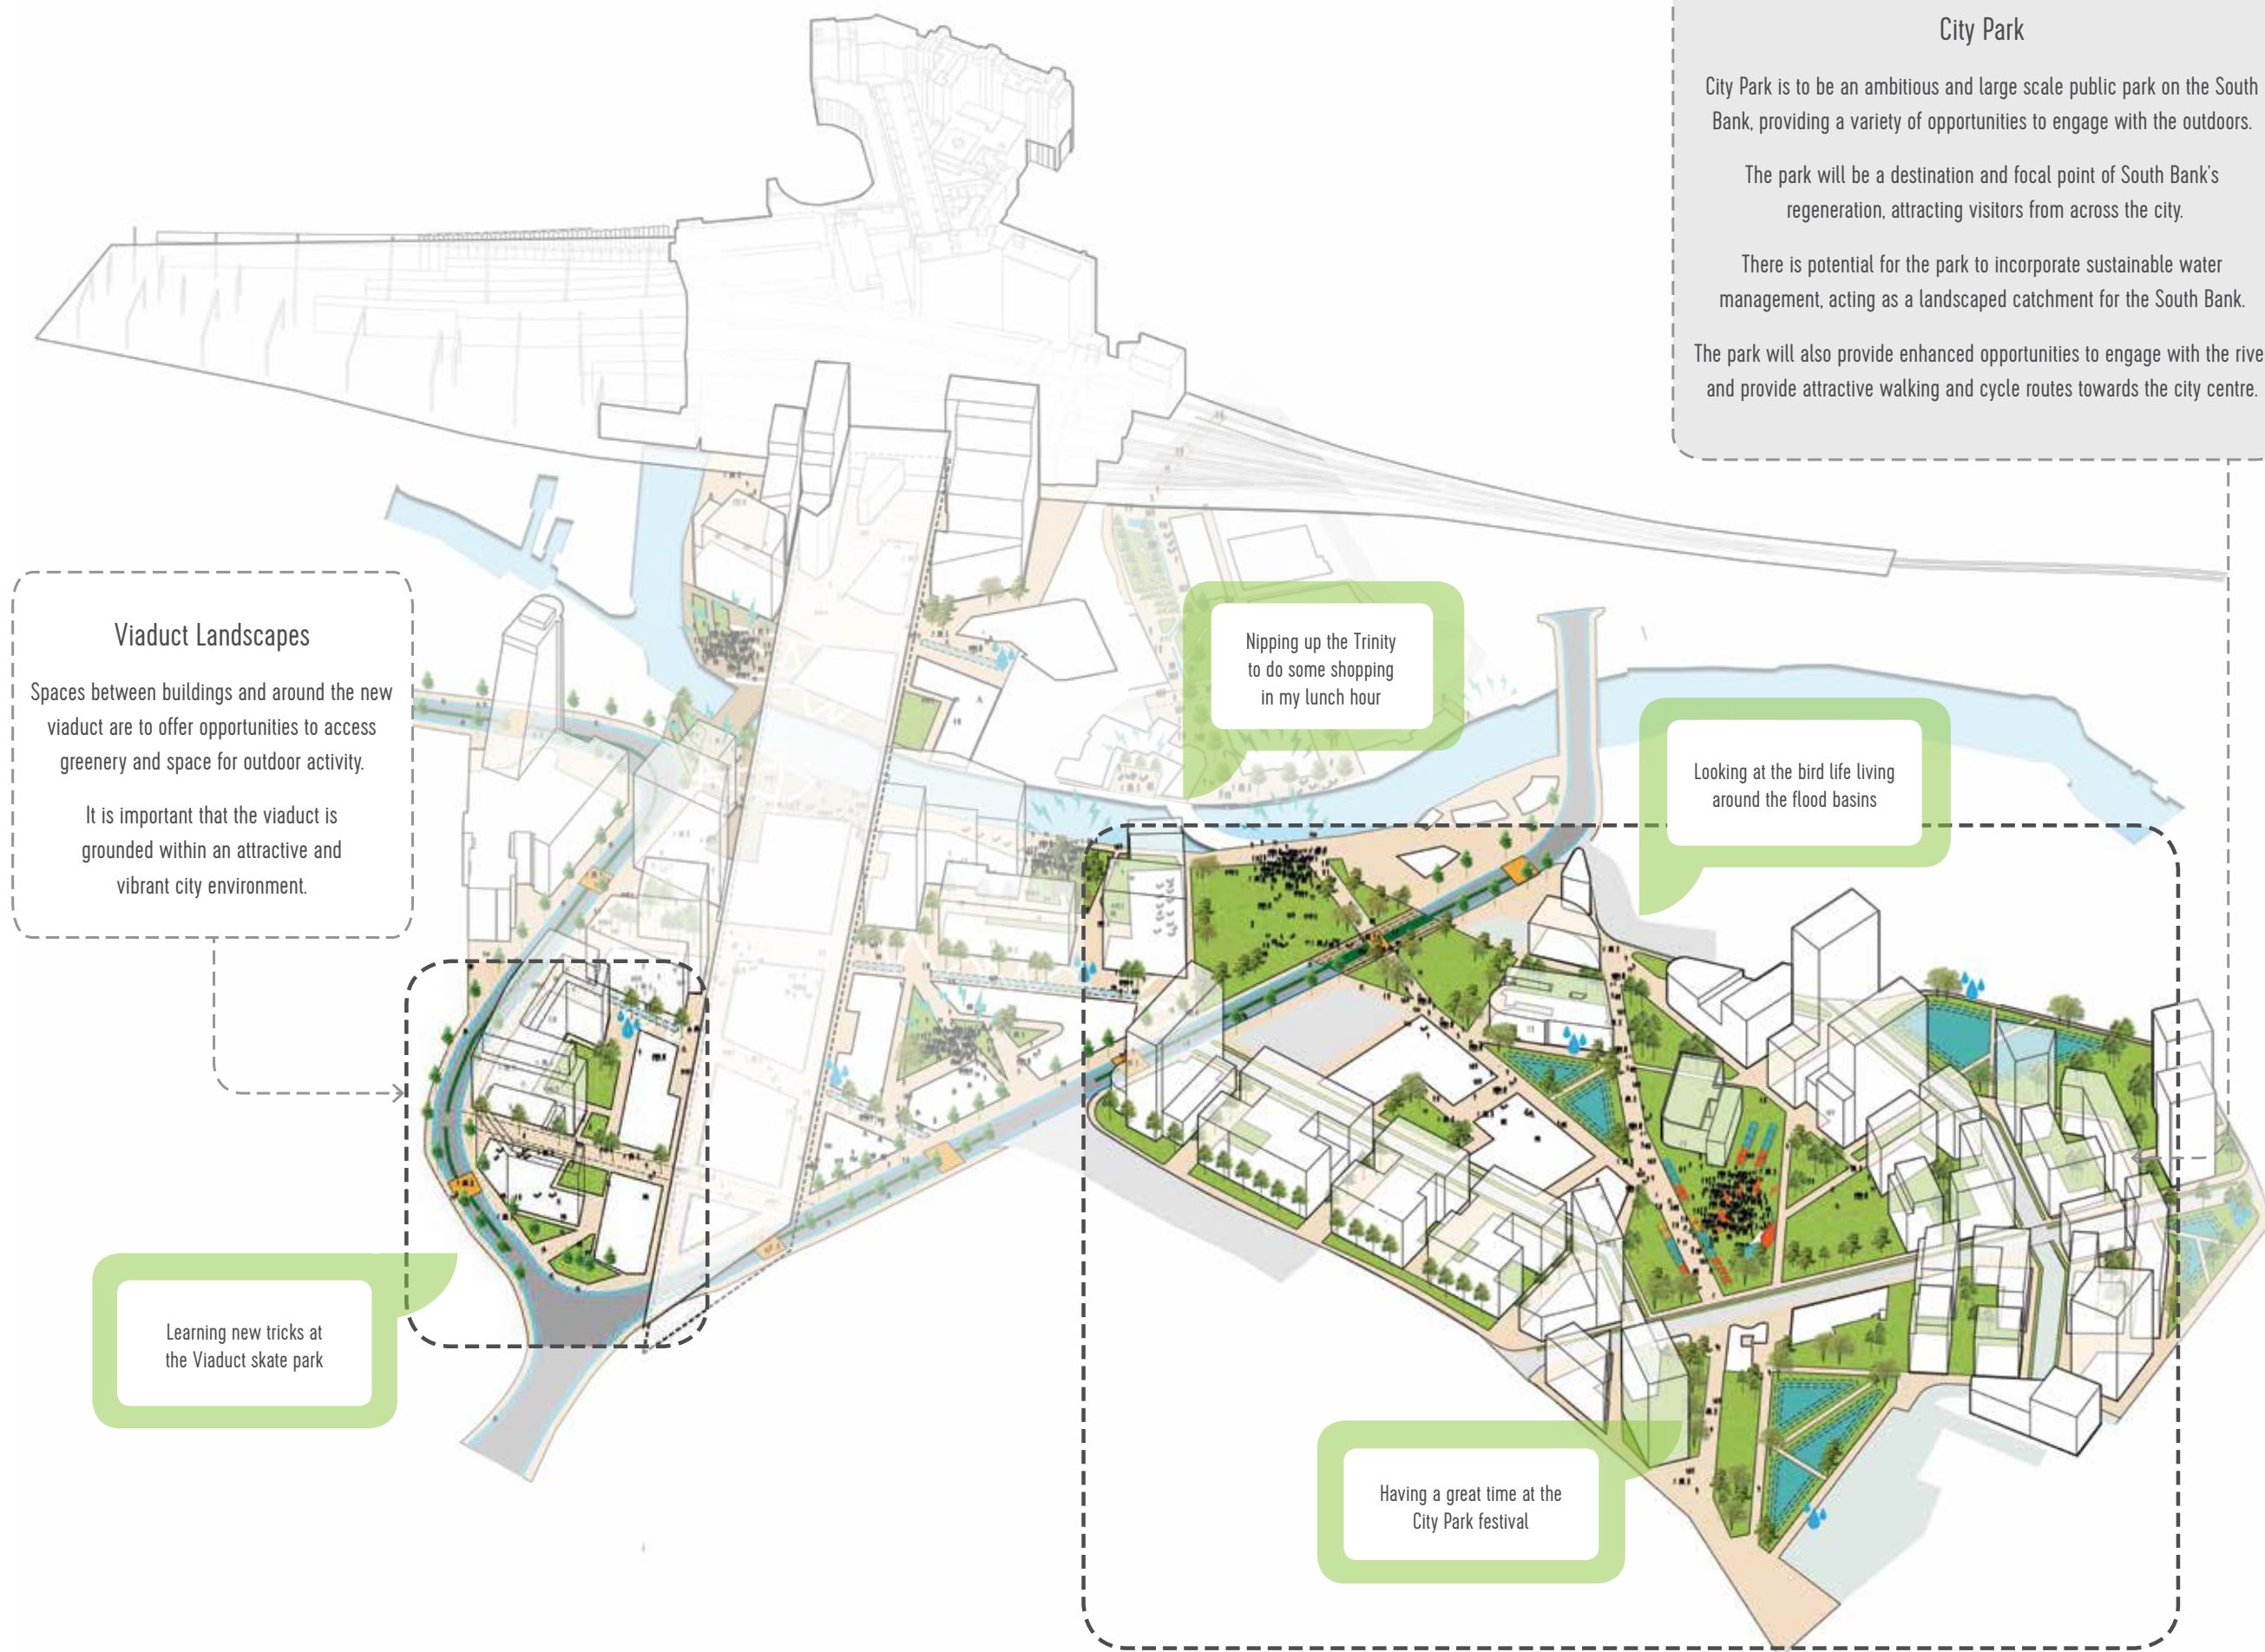 City Park
City Park is to be an ambitious and large scale public park on the South
Bank, providing a variety of opportunities to engage with the outdoors.
The park will be a destination and focal point of South Bank's
regeneration, attracting visitors from across the city.
There is potential for the park to incorporate sustainable water
management, acting as a landscaped catchment for the South Bank.
The park will also provide enhanced opportunities to engage with the rive
and provide attractive walking and cycle routes towards the city centre.
Viaduct Landscapes
Spaces between buildings and around the new
viaduct are to offer opportunities to access
greenery and space for outdoor activity.
It is important that the viaduct is
grounded within an attractive and
vibrant city environment.
Nipping up the Trinity
to do some shopping
in my lunch hour
Looking at the bird life living
around the flood basins
Learning new tricks at
the Viaduct skate park
Having a great time at the
City Park festival